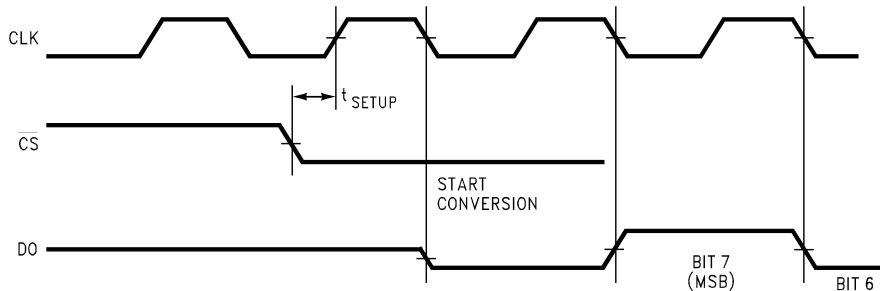 CLK
t SETUP
CS
START
CONVERSION
DO
BIT 7
(MSB)
BIT 6